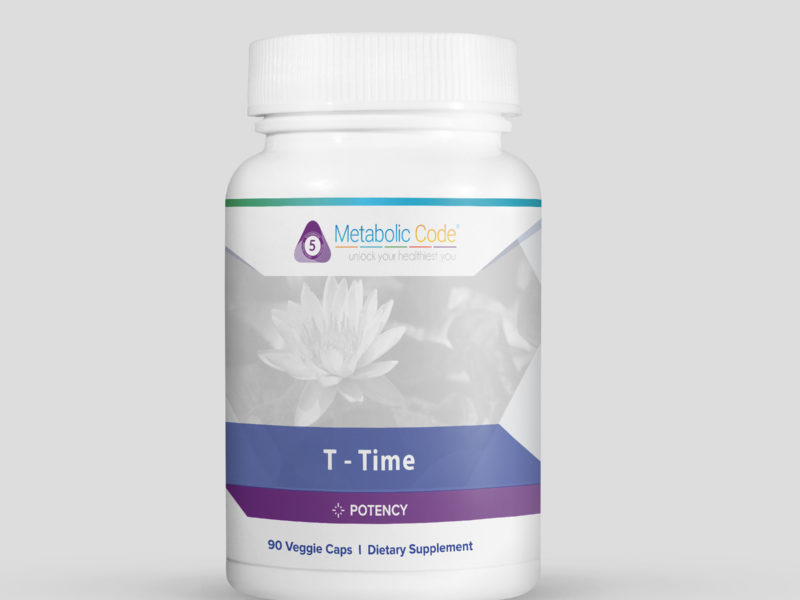 5
Metabolic Code®
unlock your healthiest you
T - Time
POTENCY
90 Veggie Caps | Dietary Supplement